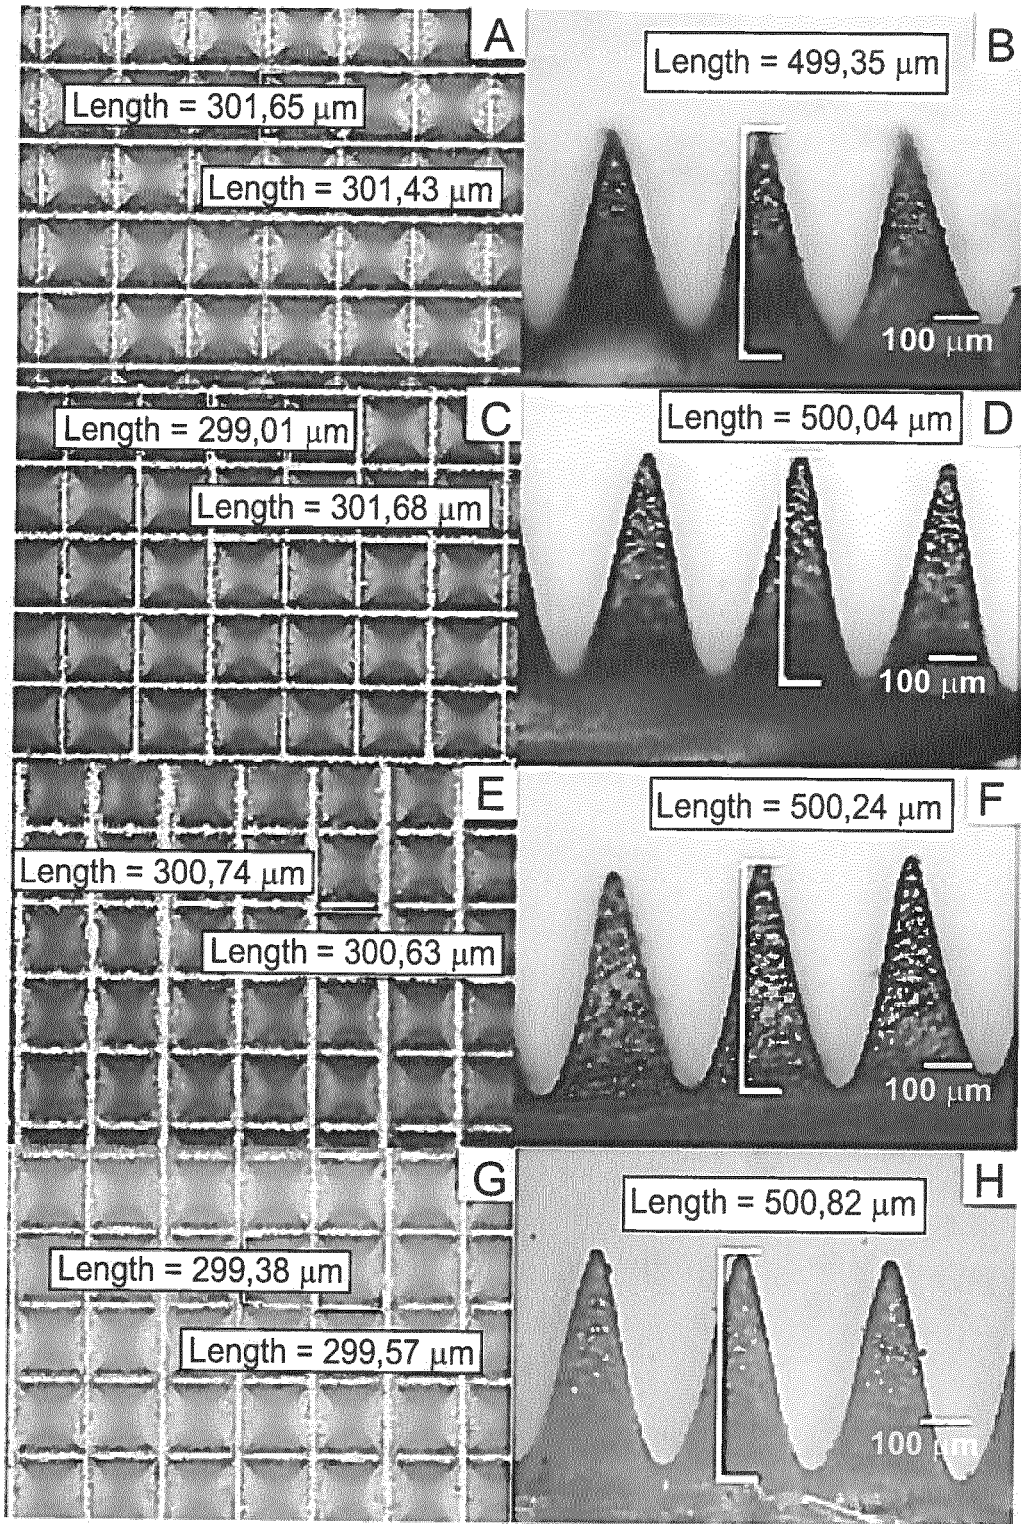 A
Length = 301,65 μm
Length = 301,43 μm
B
Length = 499,35 μm
100 μm
C
Length = 299,01 μm
Length = 301,68 μm
D
Length = 500,04 μm
100 μm
E
Length = 300,74 μm
Length = 300,63 μm
F
Length = 500,24 μm
100 μm
G
Length = 299,38 μm
Length = 299,57 μm
H
Length = 500,82 μm
100 μm